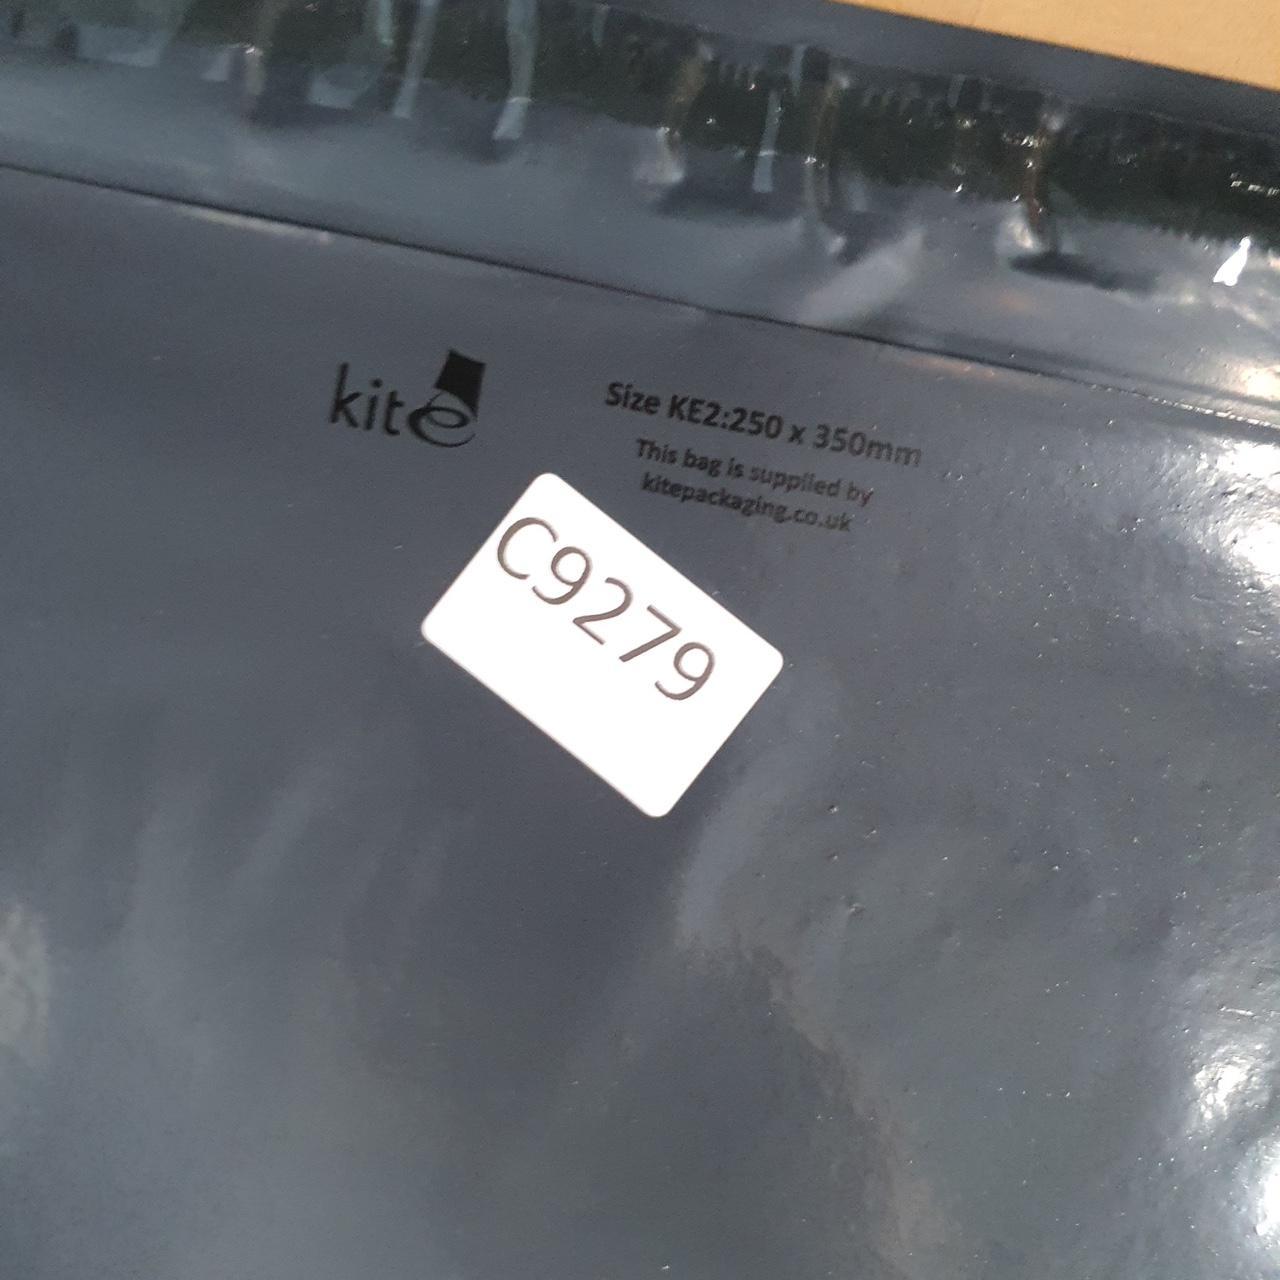 kite
Size KE2:250 x 350mm
This bag is supplied by
kitepackaging.co.uk
C9279